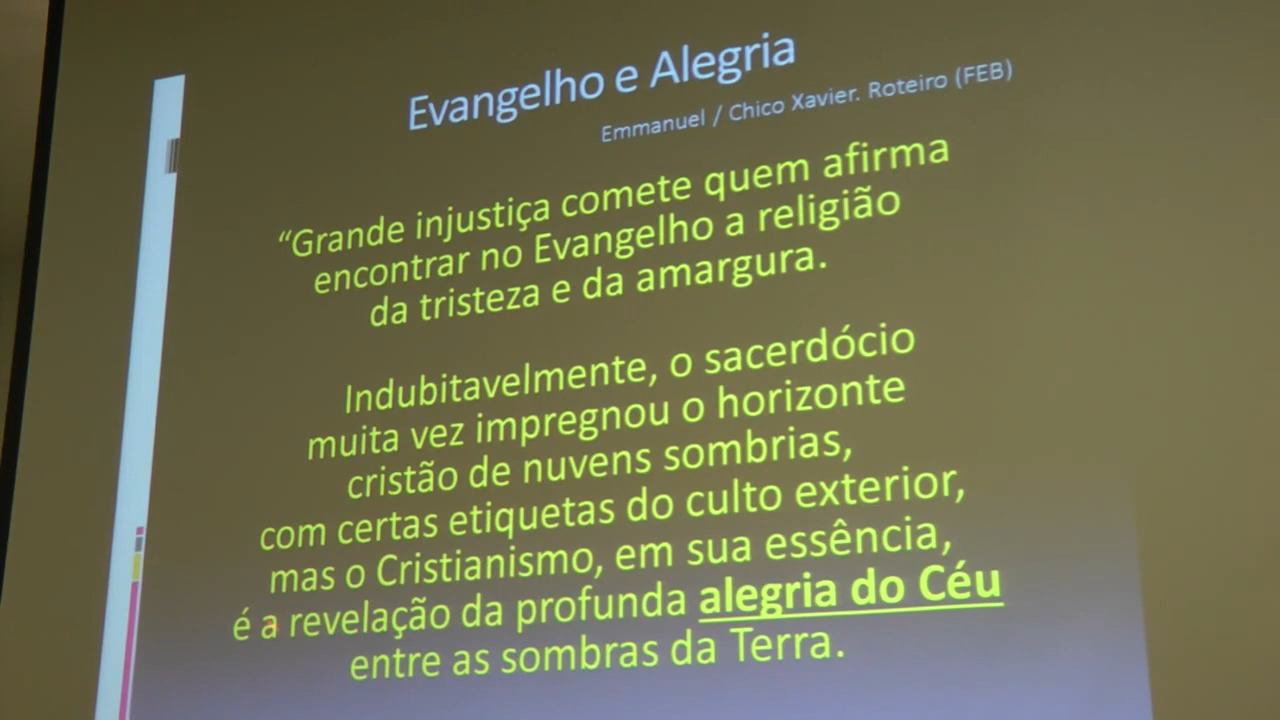 Evangelho e Alegria
Emmanuel / Chico Xavier. Roteiro (FEB)
“Grande injustiça comete quem afirma
encontrar no Evangelho a religião
da tristeza e da amargura.
Indubitavelmente, o sacerdócio
muita vez impregnou o horizonte
cristão de nuvens sombrias,
com certas etiquetas do culto exterior,
mas o Cristianismo, em sua essência,
é a revelação da profunda alegria do Céu
entre as sombras da Terra.